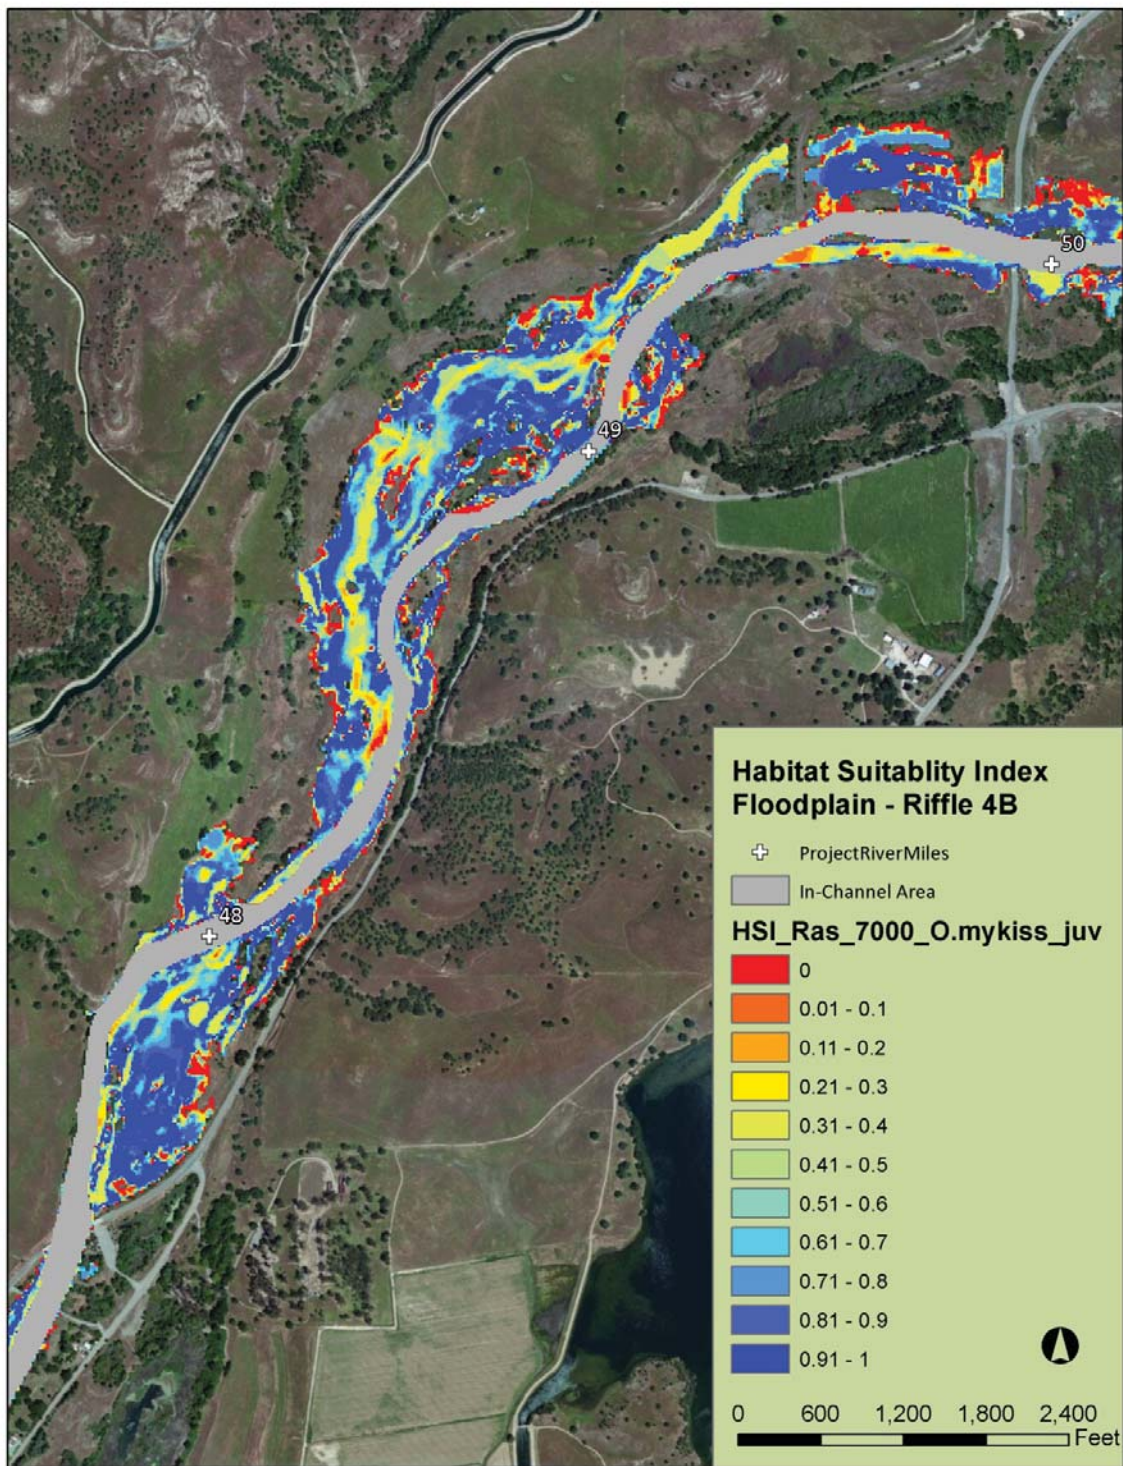 50
49
48
Habitat Suitablity Index
Floodplain - Riffle 4B
ProjectRiverMiles
In-Channel Area
HSI_Ras_7000_O.mykiss_juv
0
0.01 - 0.1
0.11 - 0.2
0.21 - 0.3
0.31 - 0.4
0.41 - 0.5
0.51 - 0.6
0.61 - 0.7
0.71 - 0.8
0.81 - 0.9
0.91 - 1
0 600 1,200 1,800 2,400
Feet